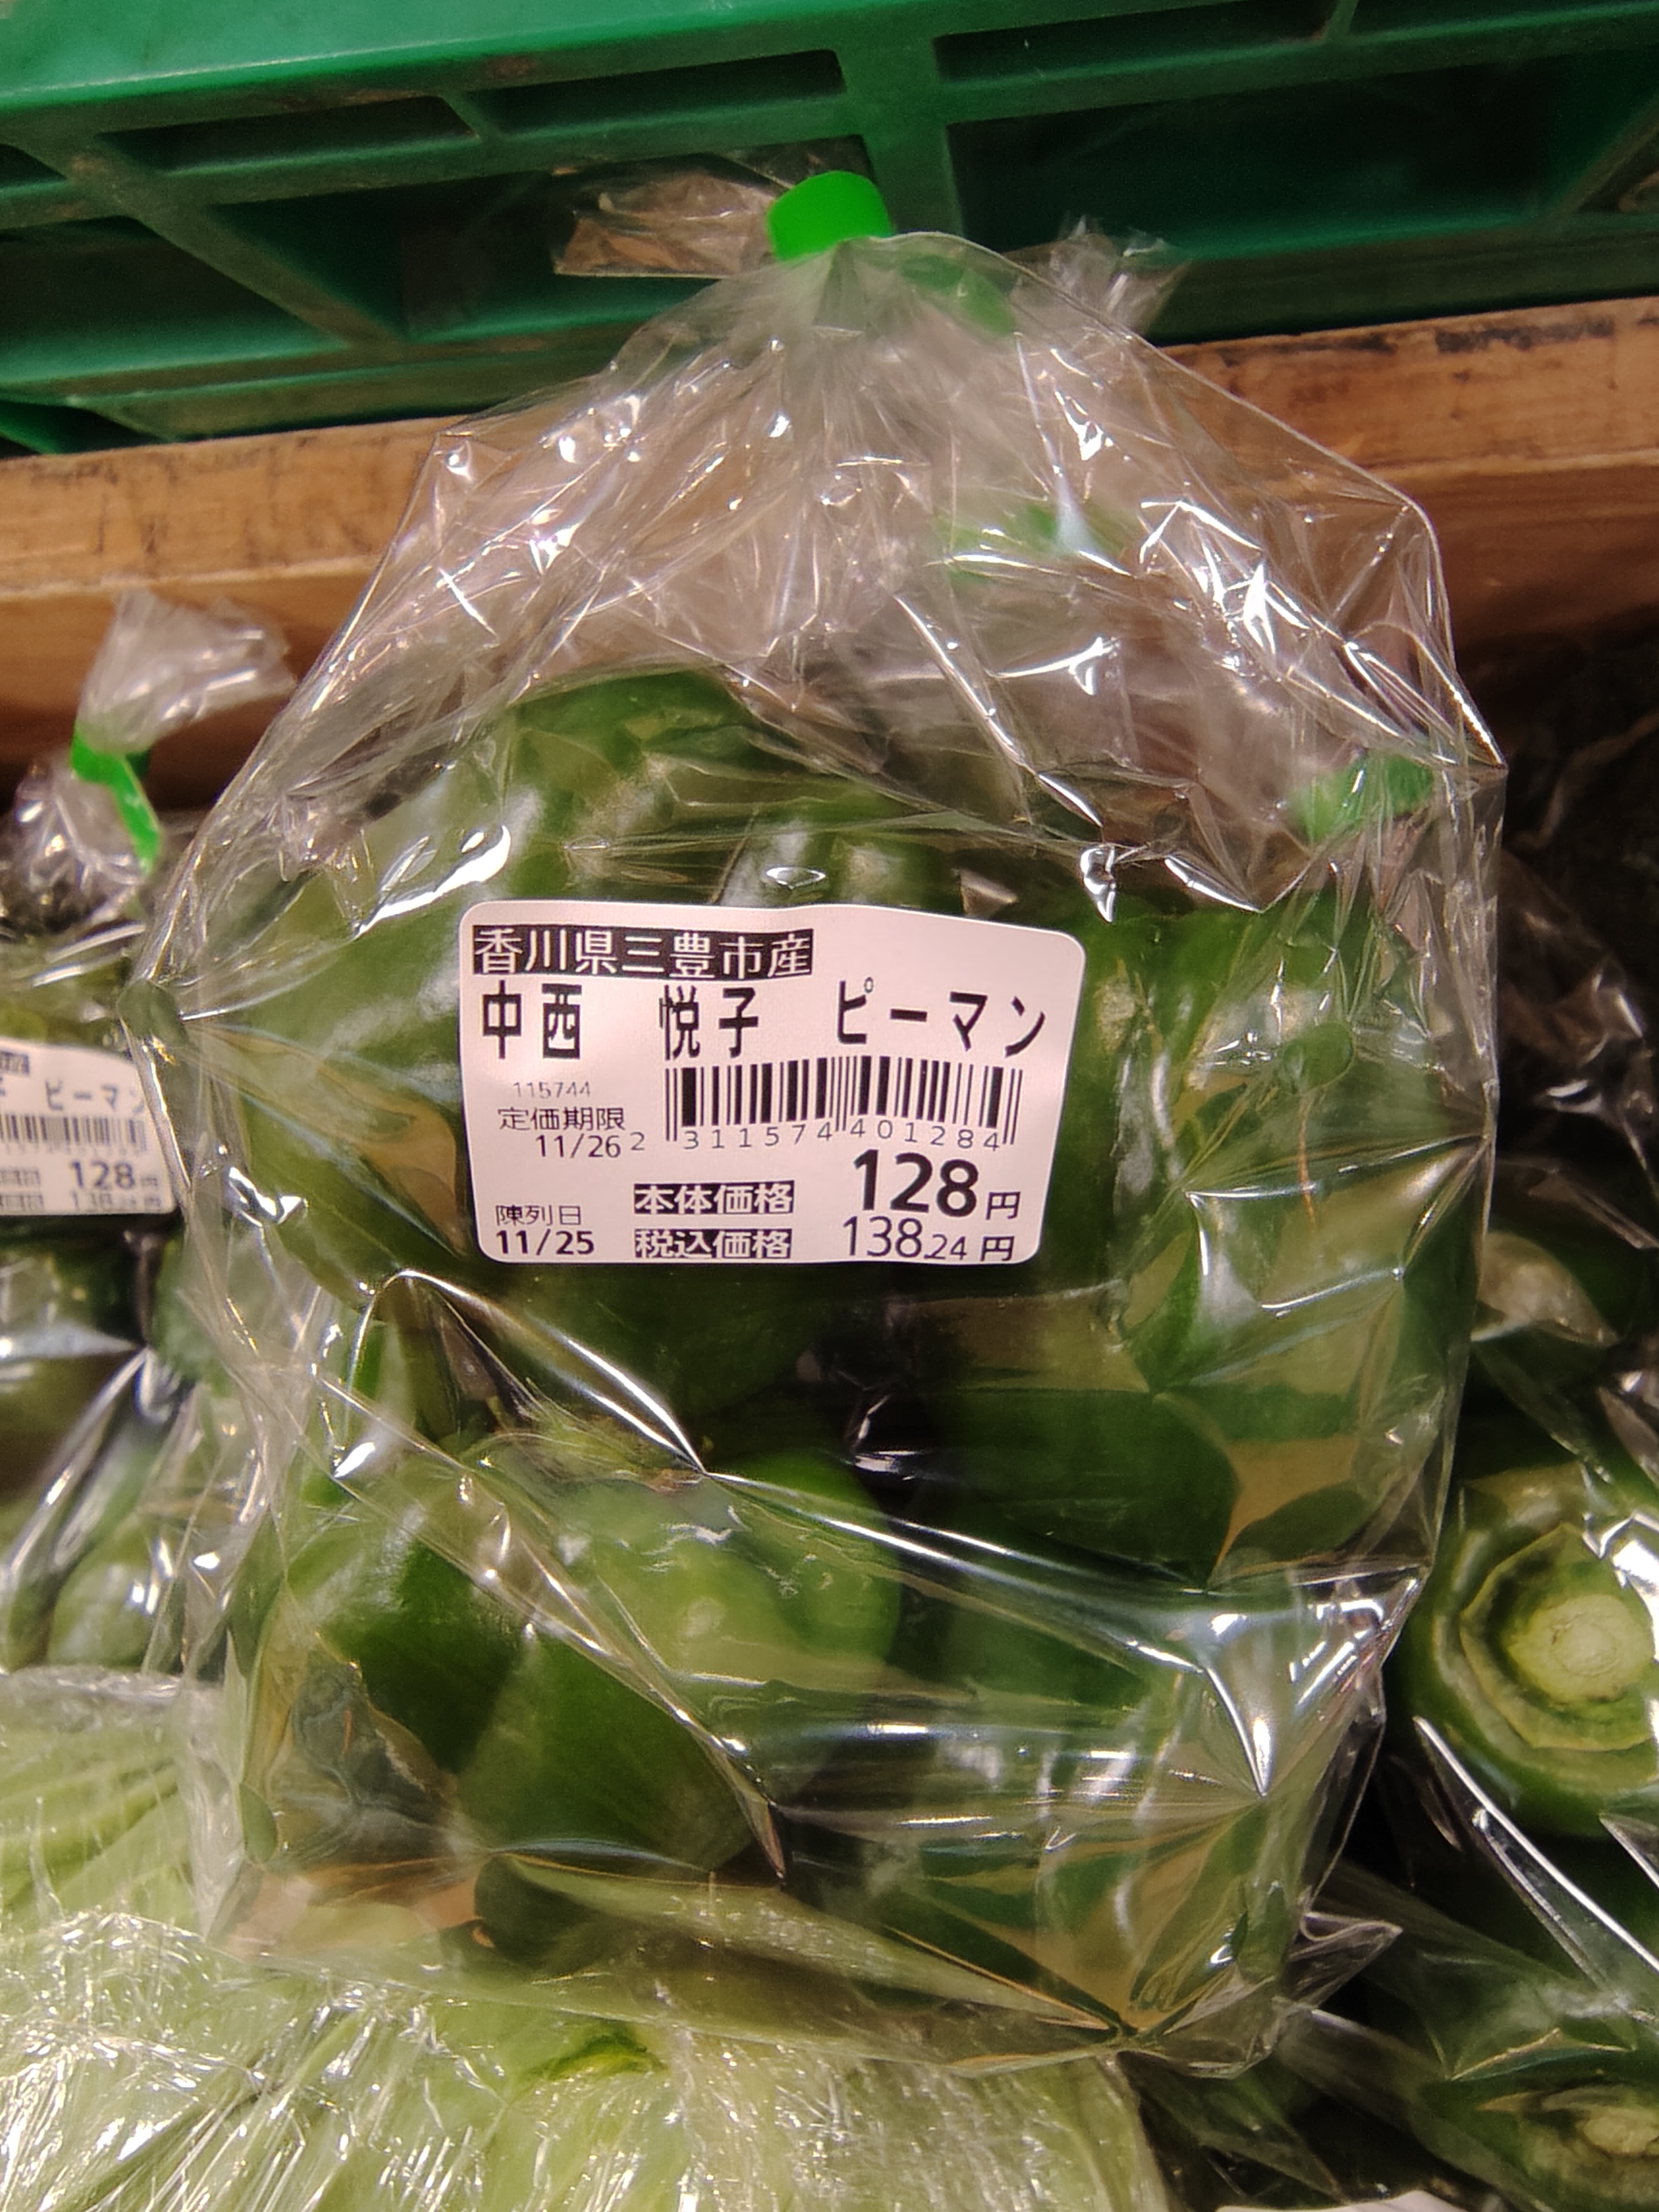 香川県三豊市産
中西 悦子 ピーマン
115744
定価期限
11/26
2 311574 401284
本体価格 128円
陳列日
11/25
税込価格 138.24円
ピーマン
128円